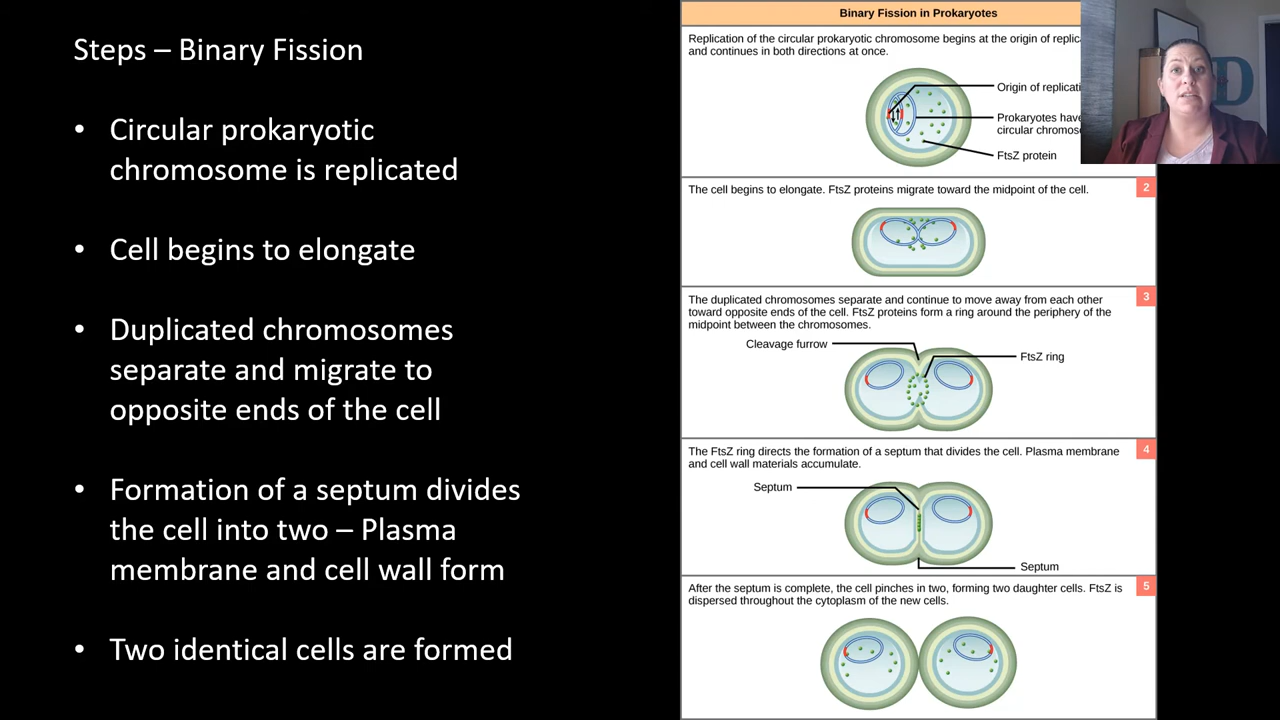 Steps – Binary Fission
• Circular prokaryotic
chromosome is replicated
• Cell begins to elongate
• Duplicated chromosomes
separate and migrate to
opposite ends of the cell
• Formation of a septum divides
the cell into two – Plasma
membrane and cell wall form
• Two identical cells are formed
Binary Fission in Prokaryotes
Replication of the circular prokaryotic chromosome begins at the origin of
and continues in both directions at once.
Origin of
Prokaryotes have
circular
FtsZ protein
2
The cell begins to elongate. FtsZ proteins migrate toward the midpoint of the cell.
3
The duplicated chromosomes separate and continue to move away from each other
toward opposite ends of the cell. FtsZ proteins form a ring around the periphery of the
midpoint between the chromosomes.
Cleavage furrow
FtsZ ring
4
The FtsZ ring directs the formation of a septum that divides the cell. Plasma membrane
and cell wall materials accumulate.
Septum
Septum
5
After the septum is complete, the cell pinches in two, forming two daughter cells. FtsZ is
dispersed throughout the cytoplasm of the new cells.
D